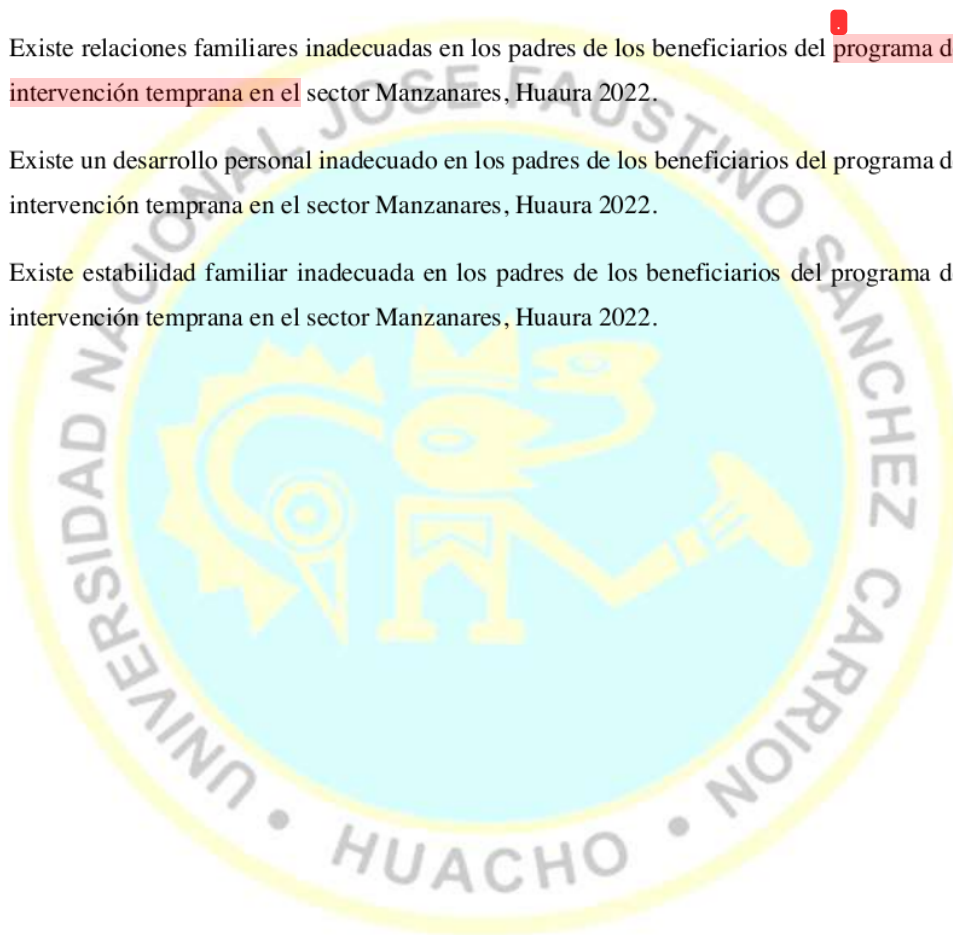 Existe relaciones familiares inadecuadas en los padres de los beneficiarios del programa d
intervención temprana en el sector Manzanares, Huaura 2022.
Existe un desarrollo personal inadecuado en los padres de los beneficiarios del programa d
intervención temprana en el sector Manzanares, Huaura 2022.
Existe estabilidad familiar inadecuada en los padres de los beneficiarios del programa d
intervención temprana en el sector Manzanares, Huaura 2022.
UNIVERSIDAD NACIONAL JOSE FAUSTINO SANCHEZ CARRION
• HUACHO •